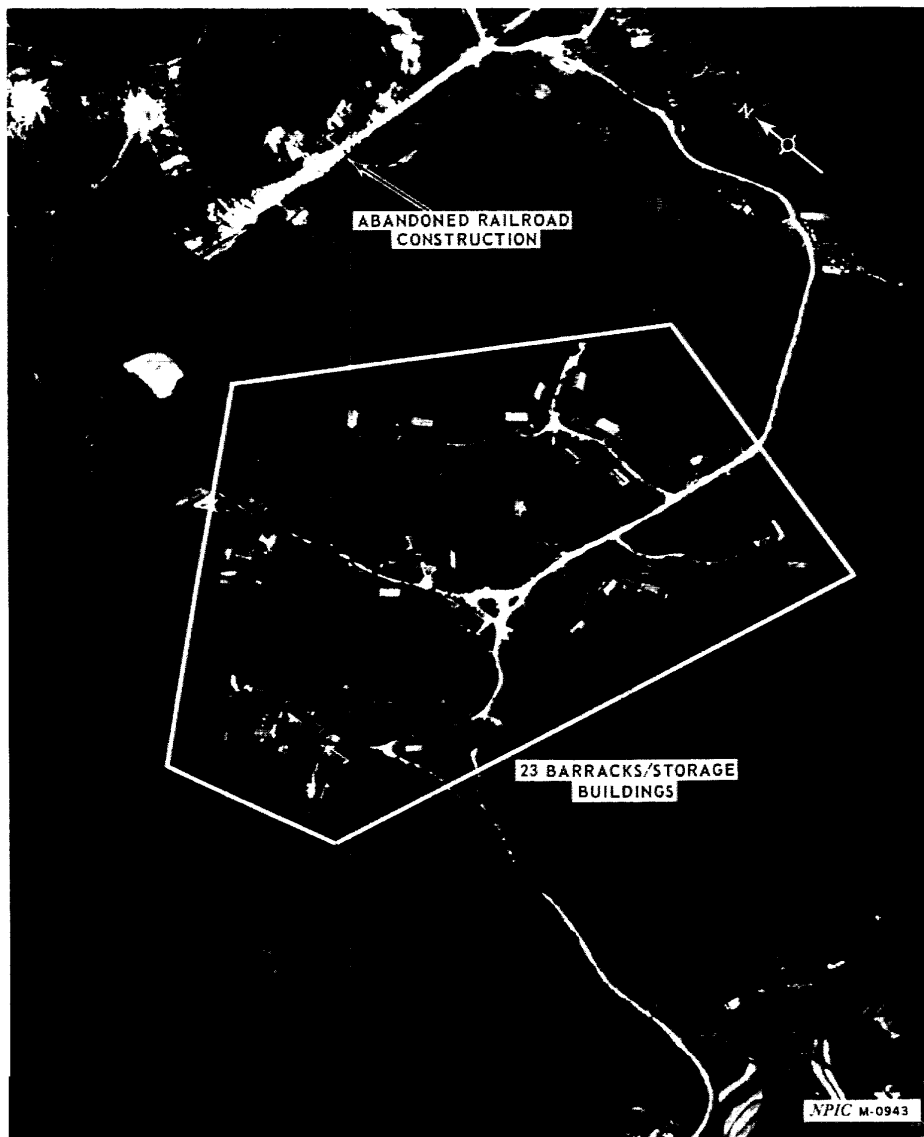 N
ABANDONED RAILROAD
CONSTRUCTION
23 BARRACKS/STORAGE
BUILDINGS
NPIC M-0943